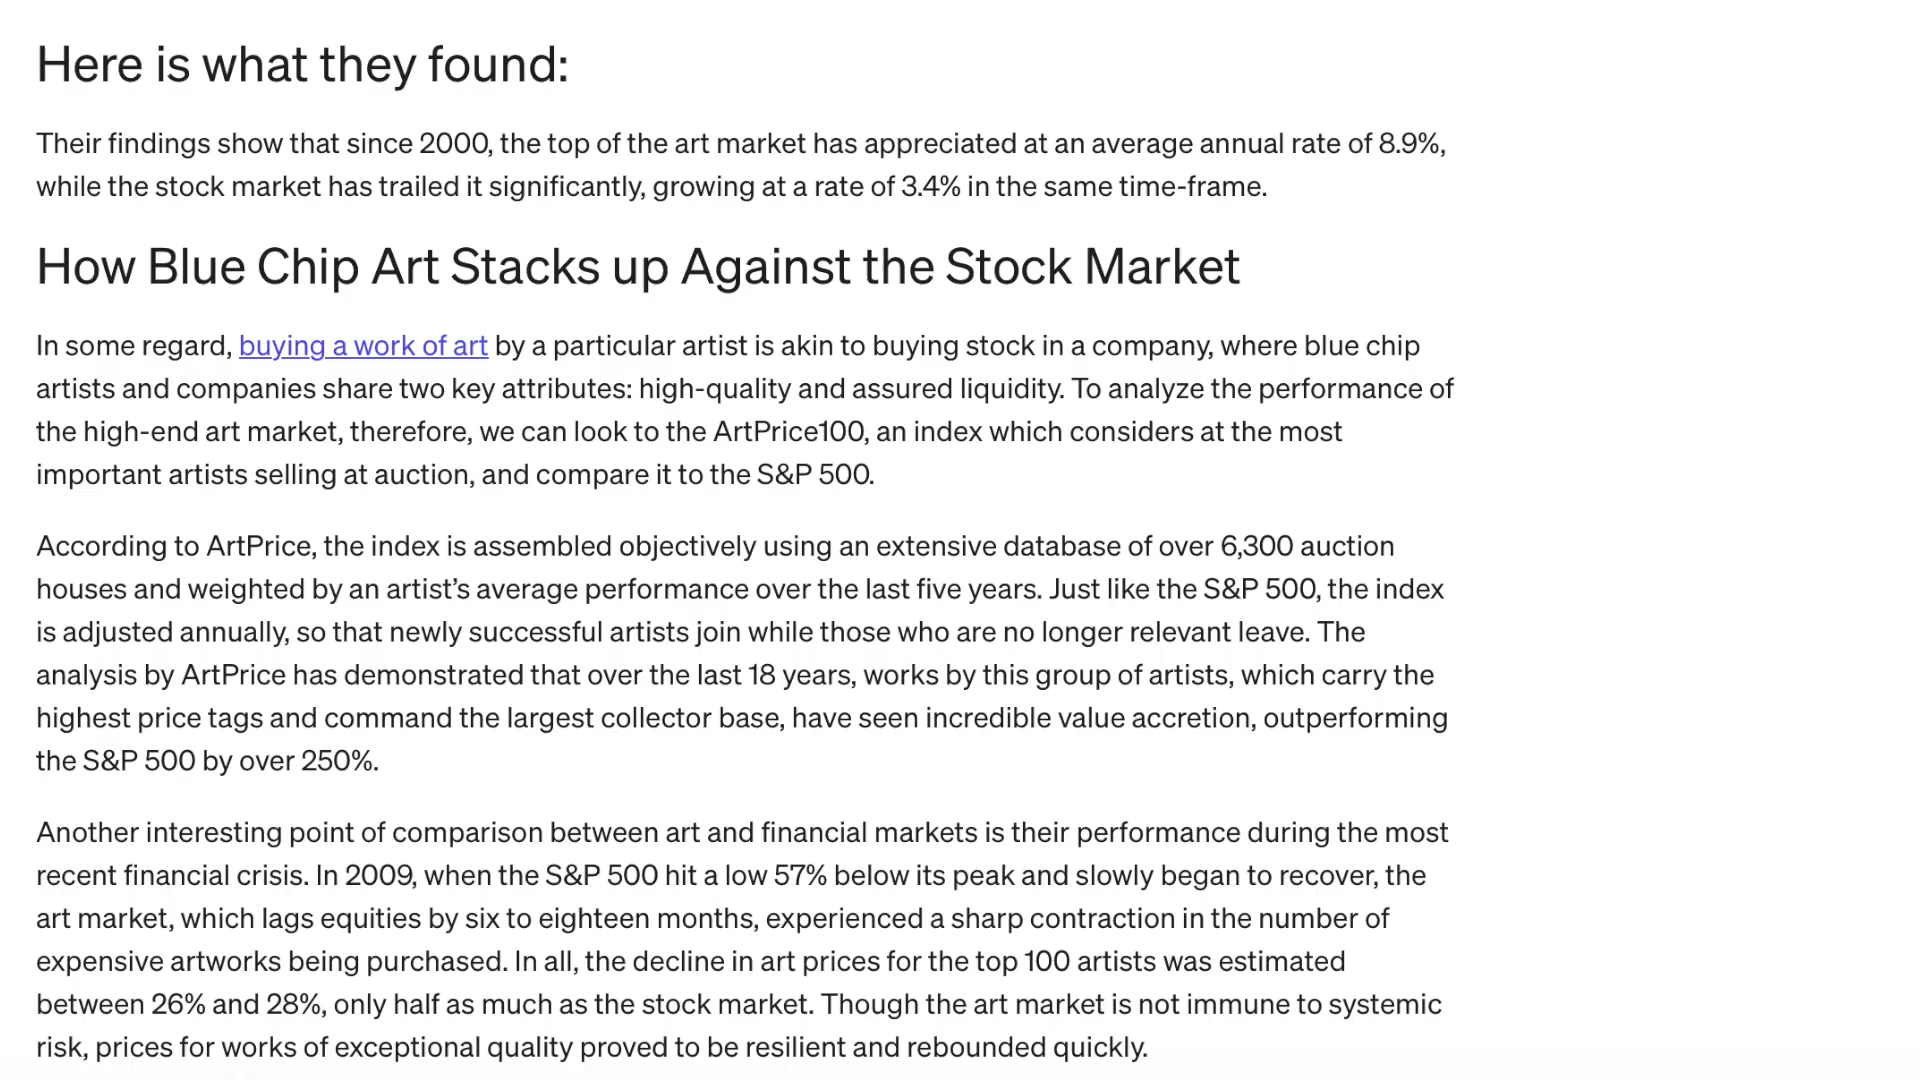 Here is what they found:
Their findings show that since 2000, the top of the art market has appreciated at an average annual rate of 8.9%,
while the stock market has trailed it significantly, growing at a rate of 3.4% in the same time-frame.
How Blue Chip Art Stacks up Against the Stock Market
In some regard, buying a work of art by a particular artist is akin to buying stock in a company, where blue chip
artists and companies share two key attributes: high-quality and assured liquidity. To analyze the performance of
the high-end art market, therefore, we can look to the ArtPrice100, an index which considers at the most
important artists selling at auction, and compare it to the S&P 500.
According to ArtPrice, the index is assembled objectively using an extensive database of over 6,300 auction
houses and weighted by an artist’s average performance over the last five years. Just like the S&P 500, the index
is adjusted annually, so that newly successful artists join while those who are no longer relevant leave. The
analysis by ArtPrice has demonstrated that over the last 18 years, works by this group of artists, which carry the
highest price tags and command the largest collector base, have seen incredible value accretion, outperforming
the S&P 500 by over 250%.
Another interesting point of comparison between art and financial markets is their performance during the most
recent financial crisis. In 2009, when the S&P 500 hit a low 57% below its peak and slowly began to recover, the
art market, which lags equities by six to eighteen months, experienced a sharp contraction in the number of
expensive artworks being purchased. In all, the decline in art prices for the top 100 artists was estimated
between 26% and 28%, only half as much as the stock market. Though the art market is not immune to systemic
risk, prices for works of exceptional quality proved to be resilient and rebounded quickly.